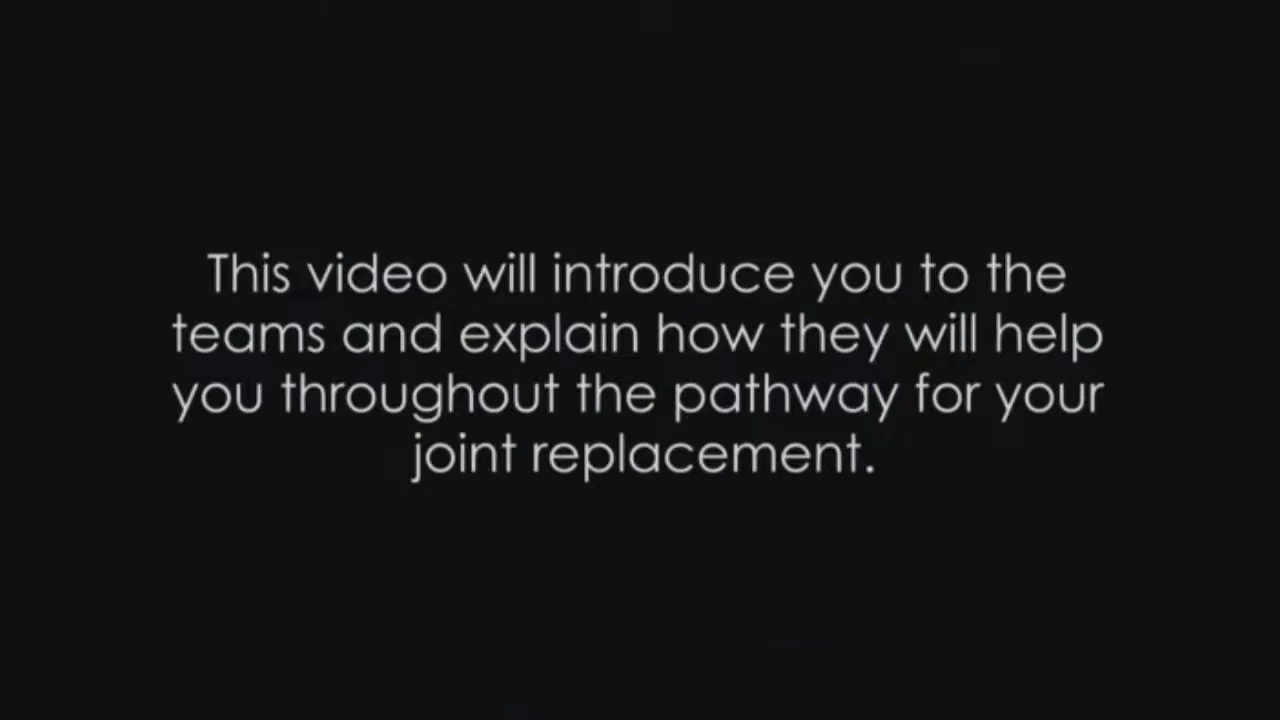 This video will introduce you to the
teams and explain how they will help
you throughout the pathway for your
joint replacement.